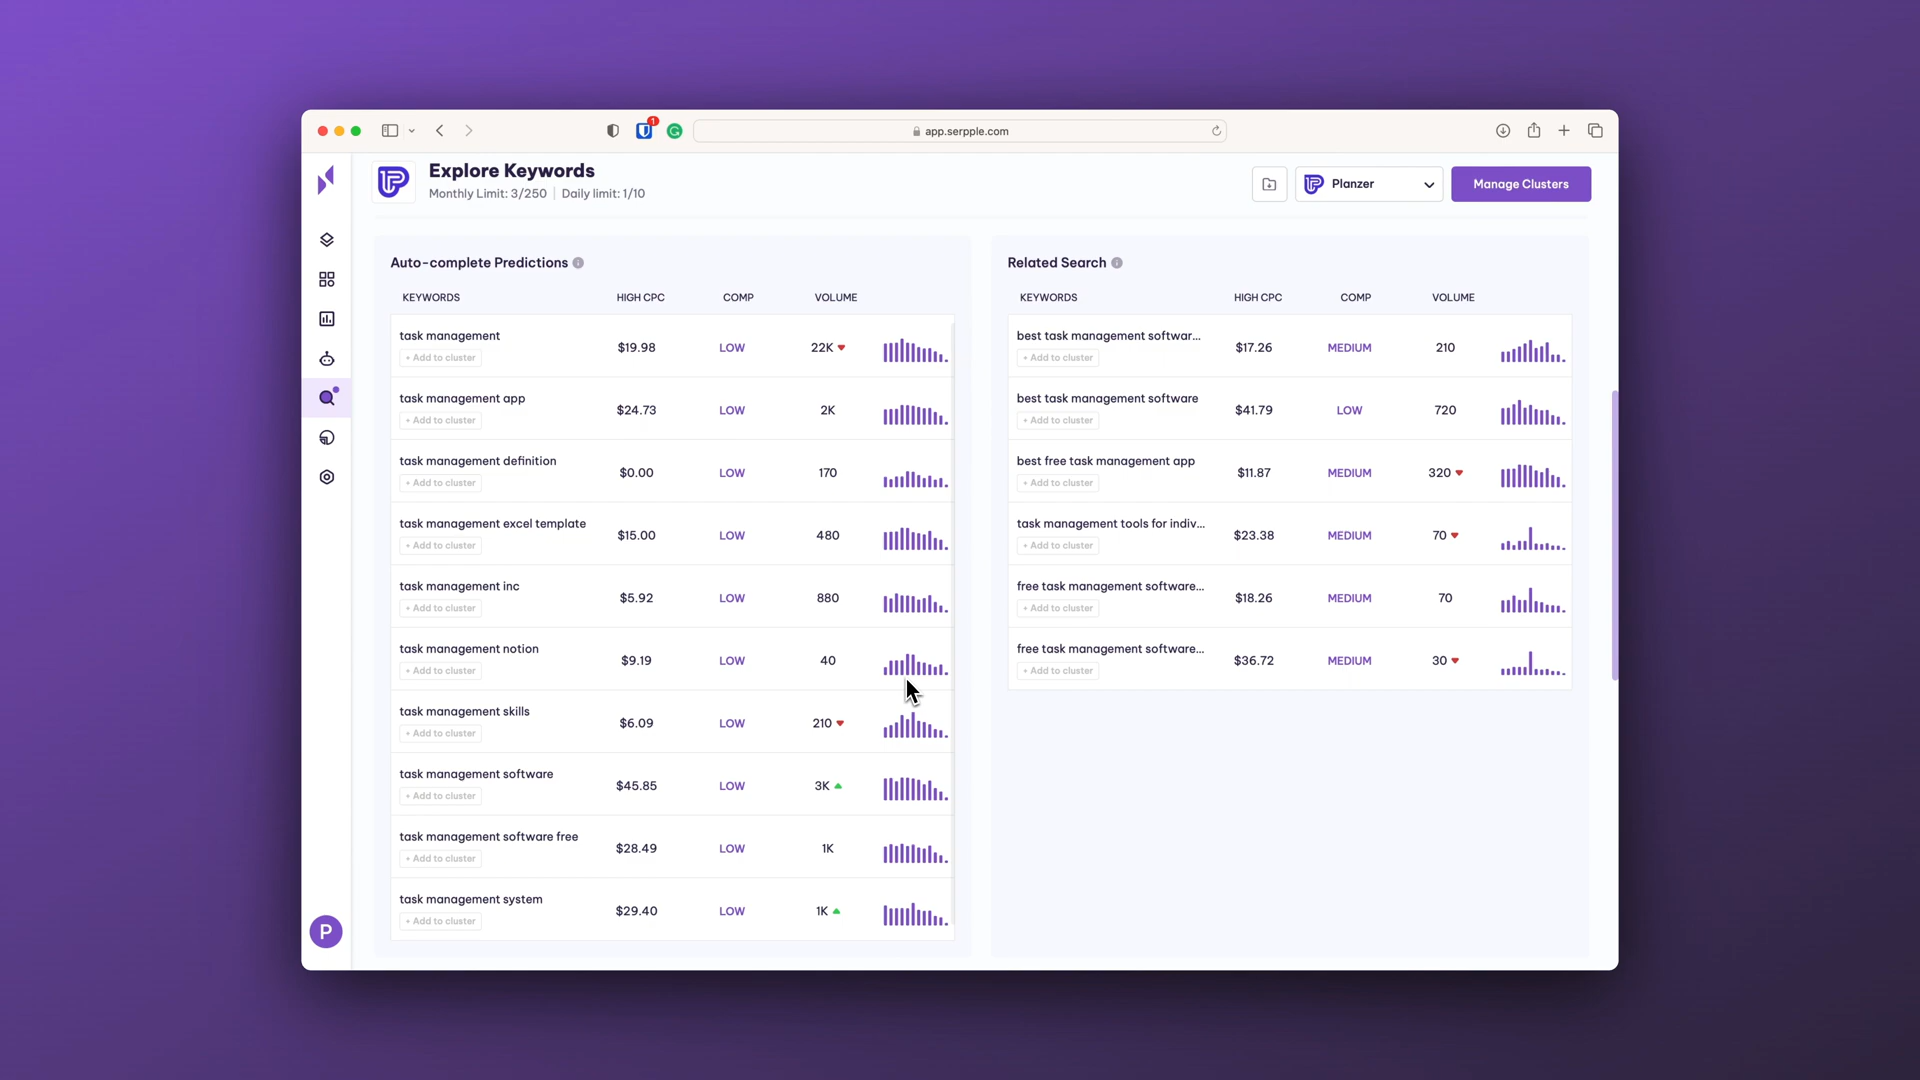 1
app.serpple.com
Explore Keywords
Monthly Limit: 3/250 | Daily limit: 1/10
Planzer
Manage Clusters
Auto-complete Predictions
KEYWORDS HIGH CPC COMP VOLUME
task management
+ Add to cluster
$19.98 LOW 22K
task management app
+ Add to cluster
$24.73 LOW 2K
task management definition
+ Add to cluster
$0.00 LOW 170
task management excel template
+ Add to cluster
$15.00 LOW 480
task management inc
+ Add to cluster
$5.92 LOW 880
task management notion
+ Add to cluster
$9.19 LOW 40
task management skills
+ Add to cluster
$6.09 LOW 210
task management software
+ Add to cluster
$45.85 LOW 3K
task management software free
+ Add to cluster
$28.49 LOW 1K
task management system
+ Add to cluster
$29.40 LOW 1K
Related Search
KEYWORDS HIGH CPC COMP VOLUME
best task management softwar...
+ Add to cluster
$17.26 MEDIUM 210
best task management software
+ Add to cluster
$41.79 LOW 720
best free task management app
+ Add to cluster
$11.87 MEDIUM 320
task management tools for indiv...
+ Add to cluster
$23.38 MEDIUM 70
free task management software...
+ Add to cluster
$18.26 MEDIUM 70
free task management software...
+ Add to cluster
$36.72 MEDIUM 30
P